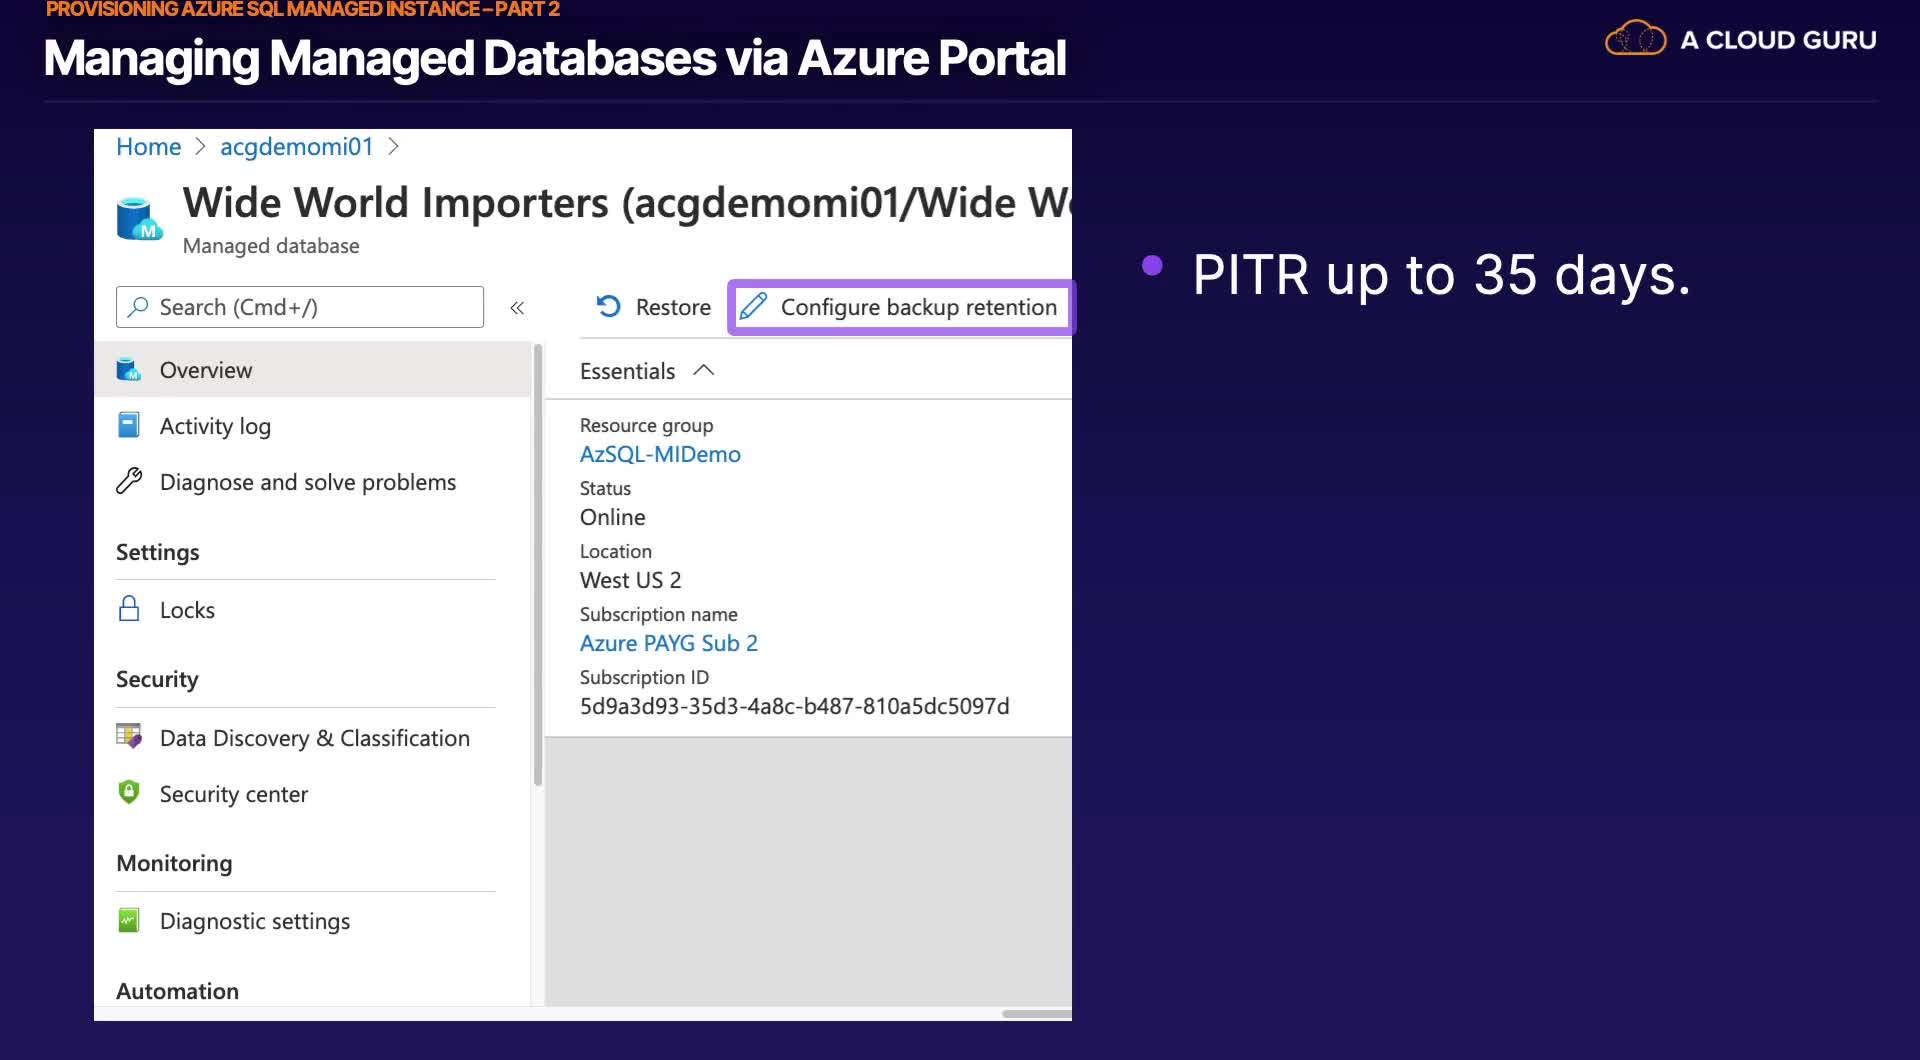 PROVISIONING AZURE SQL MANAGED INSTANCE – PART 2
Managing Managed Databases via Azure Portal
A CLOUD GURU
Home > acgdemomi01 >
Wide World Importers (acgdemomi01/Wide Wo
Managed database
Search (Cmd+/)
«
Restore
Configure backup retention
PITR up to 35 days.
Overview
Activity log
Diagnose and solve problems
Settings
Locks
Security
Data Discovery & Classification
Security center
Monitoring
Diagnostic settings
Automation
Essentials
Resource group
AzSQL-MIDemo
Status
Online
Location
West US 2
Subscription name
Azure PAYG Sub 2
Subscription ID
5d9a3d93-35d3-4a8c-b487-810a5dc5097d